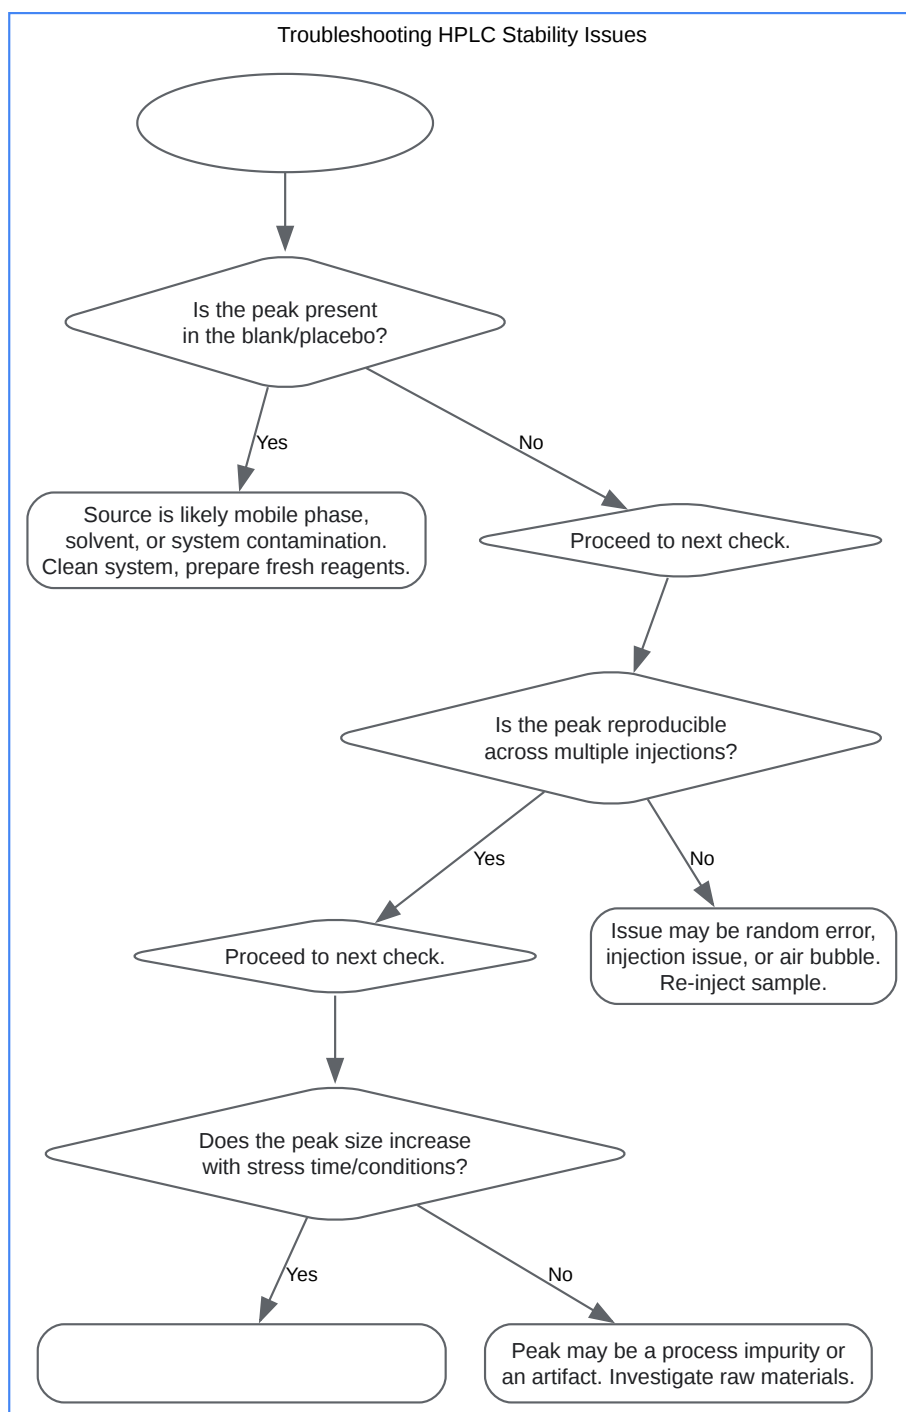 Troubleshooting HPLC Stability Issues
Is the peak present
in the blank/placebo?
Yes
No
Source is likely mobile phase,
solvent, or system contamination.
Clean system, prepare fresh reagents.
Proceed to next check.
Is the peak reproducible
across multiple injections?
Yes
No
Proceed to next check.
Issue may be random error,
injection issue, or air bubble.
Re-inject sample.
Does the peak size increase
with stress time/conditions?
Yes
No
Peak may be a process impurity or
an artifact. Investigate raw materials.